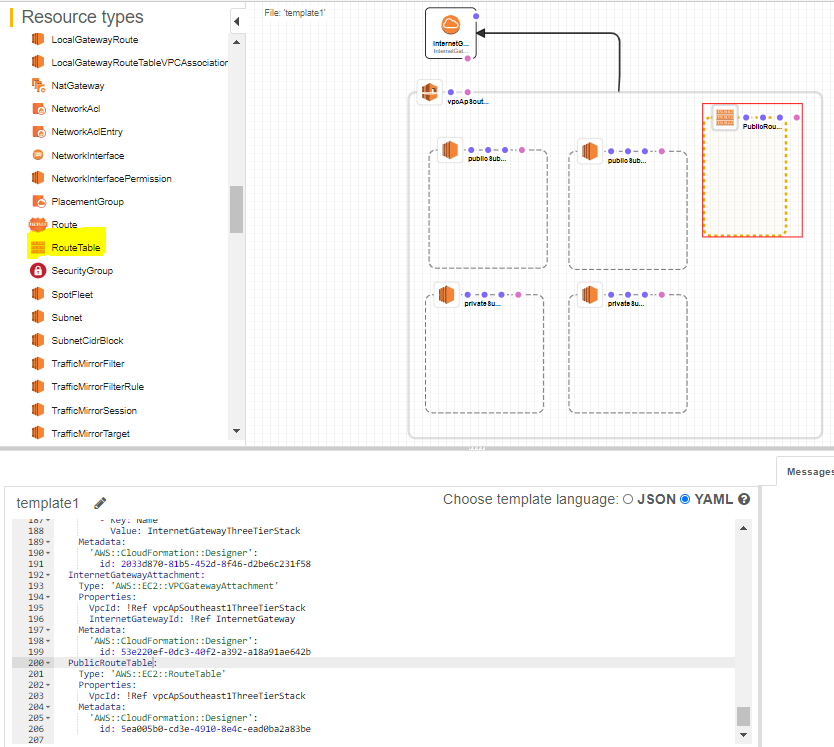 Resource types
LocalGatewayRoute
LocalGatewayRouteTableVPCAssociation
NatGateway
NetworkAcl
NetworkAclEntry
NetworkInterface
NetworkInterfacePermission
PlacementGroup
Route
RouteTable
SecurityGroup
SpotFleet
Subnet
SubnetCidrBlock
TrafficMirrorFilter
TrafficMirrorFilterRule
TrafficMirrorSession
TrafficMirrorTarget
File: 'template1'
InternetG...
InternetGat...
vpcApSout...
PublicRou...
publicSub...
publicSub...
privateSu...
privateSu...
Messages
template1
Choose template language: JSON YAML ?
187 - Key: Name
188 Value: InternetGatewayThreeTierStack
189 Metadata:
190 'AWS::CloudFormation::Designer':
191 id: 2033d870-81b5-452d-8f46-d2be6c231f58
192 InternetGatewayAttachment:
193 Type: 'AWS::EC2::VPCGatewayAttachment'
194 Properties:
195 VpcId: !Ref vpcApSoutheast1ThreeTierStack
196 InternetGatewayId: !Ref InternetGateway
197 Metadata:
198 'AWS::CloudFormation::Designer':
199 id: 53e220ef-0dc3-40f2-a392-a18a91ae642b
200 PublicRouteTable:
201 Type: 'AWS::EC2::RouteTable'
202 Properties:
203 VpcId: !Ref vpcApSoutheast1ThreeTierStack
204 Metadata:
205 'AWS::CloudFormation::Designer':
206 id: 5ea005b0-cd3e-4910-8e4c-ead0ba2a83be
207